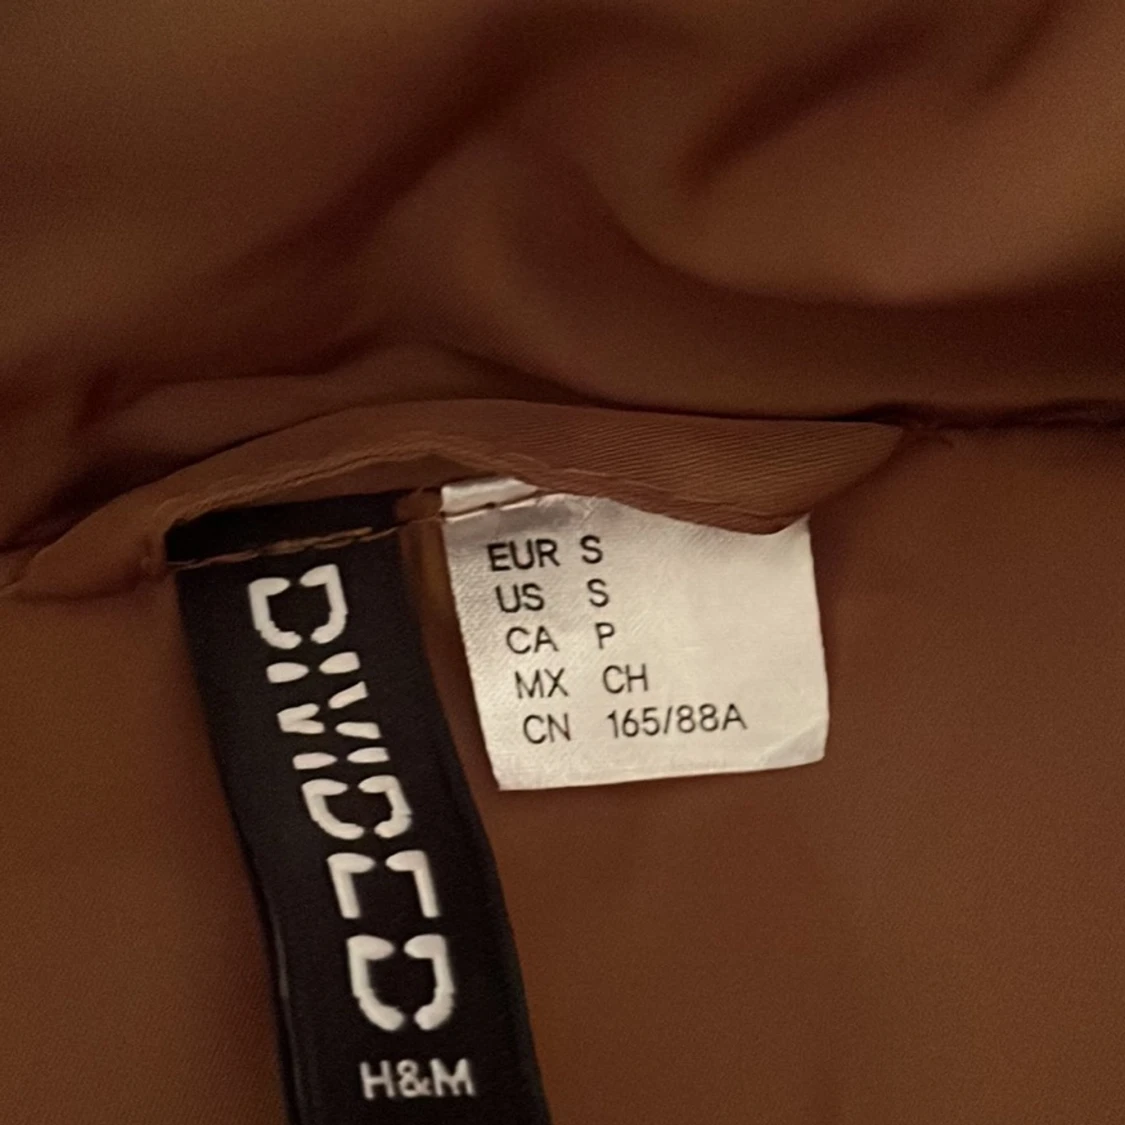 DIVIDED
H&M
EUR S
US S
CA P
MX CH
CN 165/88A